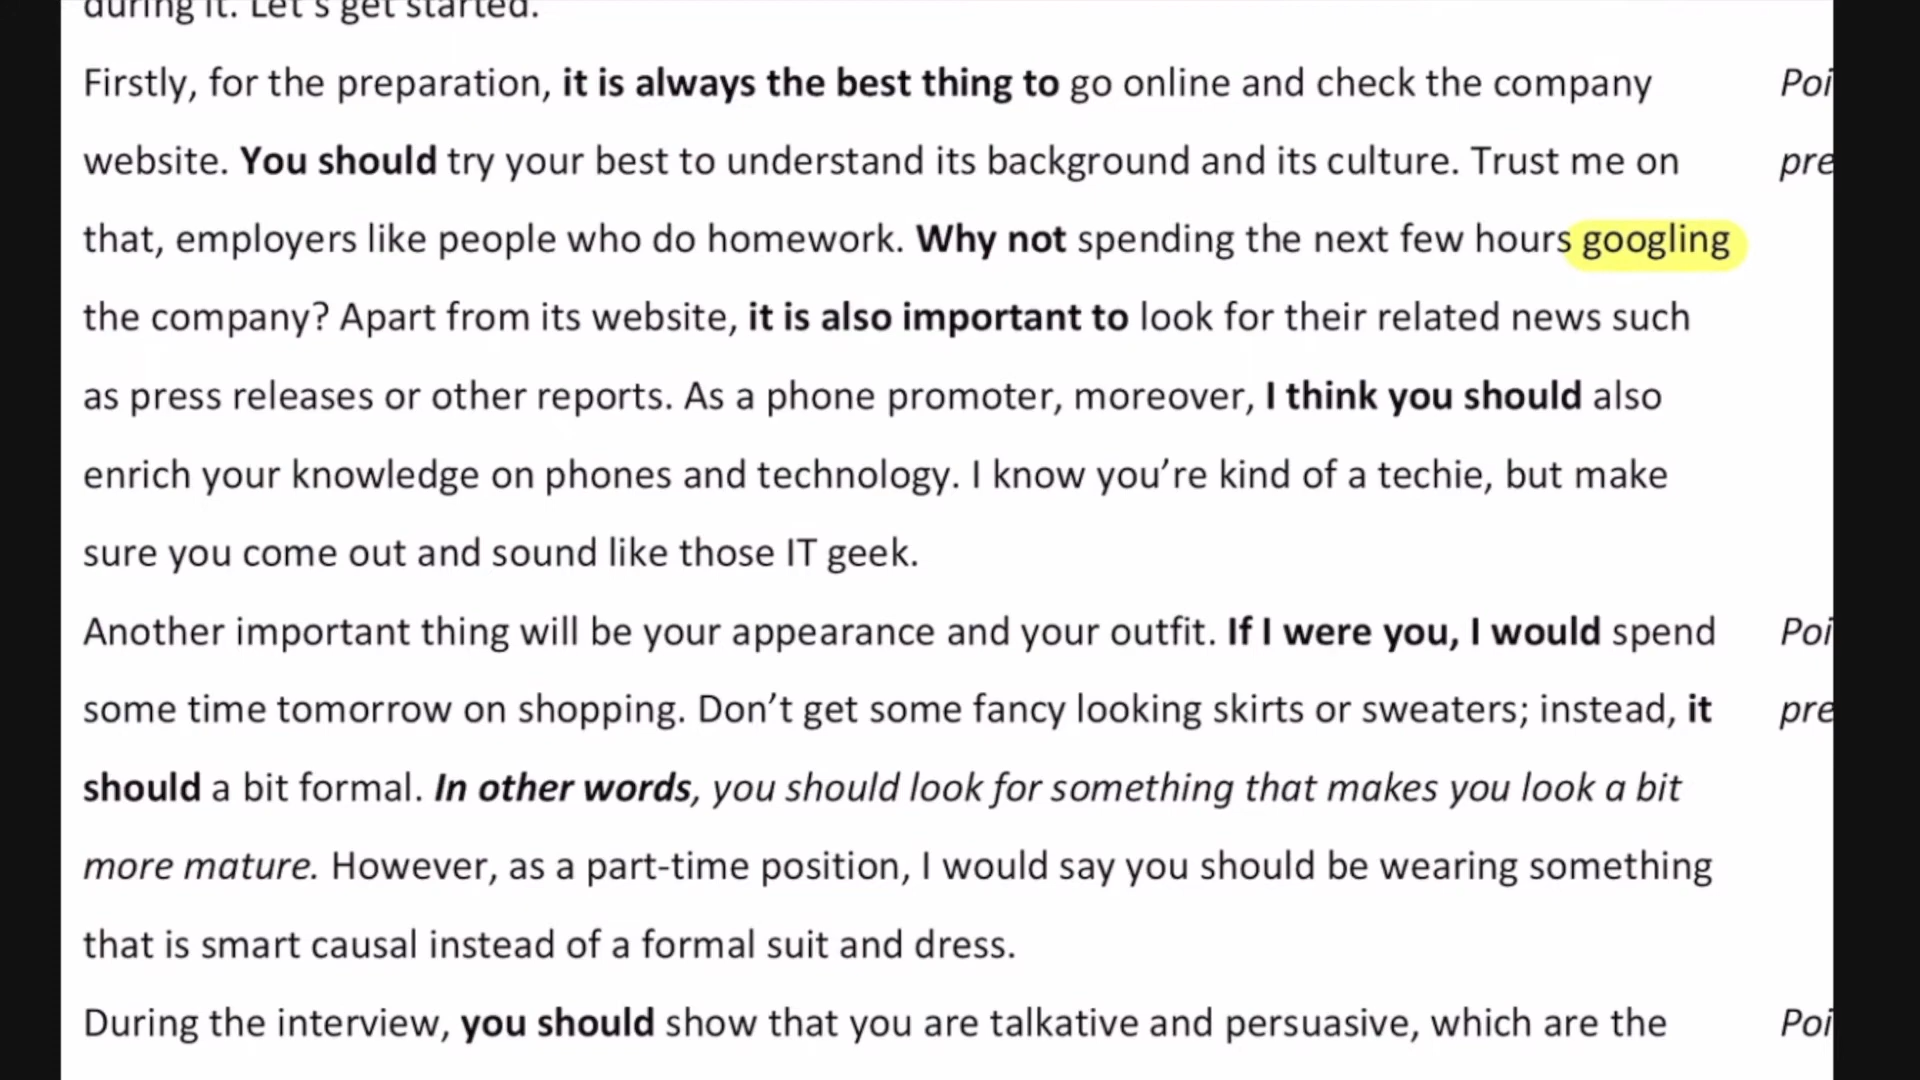 during it. Let's get started.
Firstly, for the preparation, it is always the best thing to go online and check the company
Poi
website. You should try your best to understand its background and its culture. Trust me on
pre
that, employers like people who do homework. Why not spending the next few hours googling
the company? Apart from its website, it is also important to look for their related news such
as press releases or other reports. As a phone promoter, moreover, I think you should also
enrich your knowledge on phones and technology. I know you’re kind of a techie, but make
sure you come out and sound like those IT geek.
Another important thing will be your appearance and your outfit. If I were you, I would spend
Poi
some time tomorrow on shopping. Don’t get some fancy looking skirts or sweaters; instead, it
pre
should a bit formal. In other words, you should look for something that makes you look a bit
more mature. However, as a part-time position, I would say you should be wearing something
that is smart causal instead of a formal suit and dress.
During the interview, you should show that you are talkative and persuasive, which are the
Poi